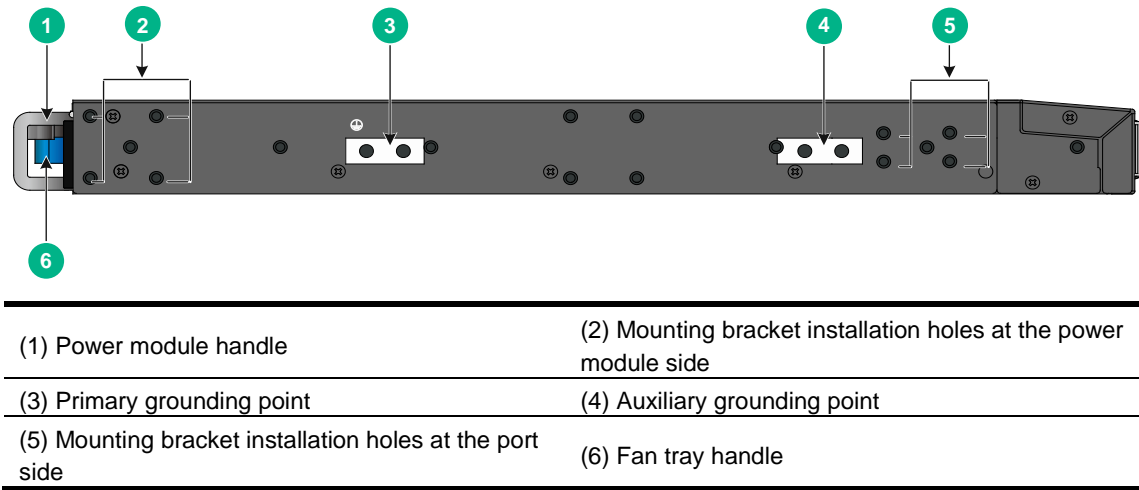 1 2 3 4 5
6
(1) Power module handle
(2) Mounting bracket installation holes at the power
module side
(3) Primary grounding point
(4) Auxiliary grounding point
(5) Mounting bracket installation holes at the port
side
(6) Fan tray handle